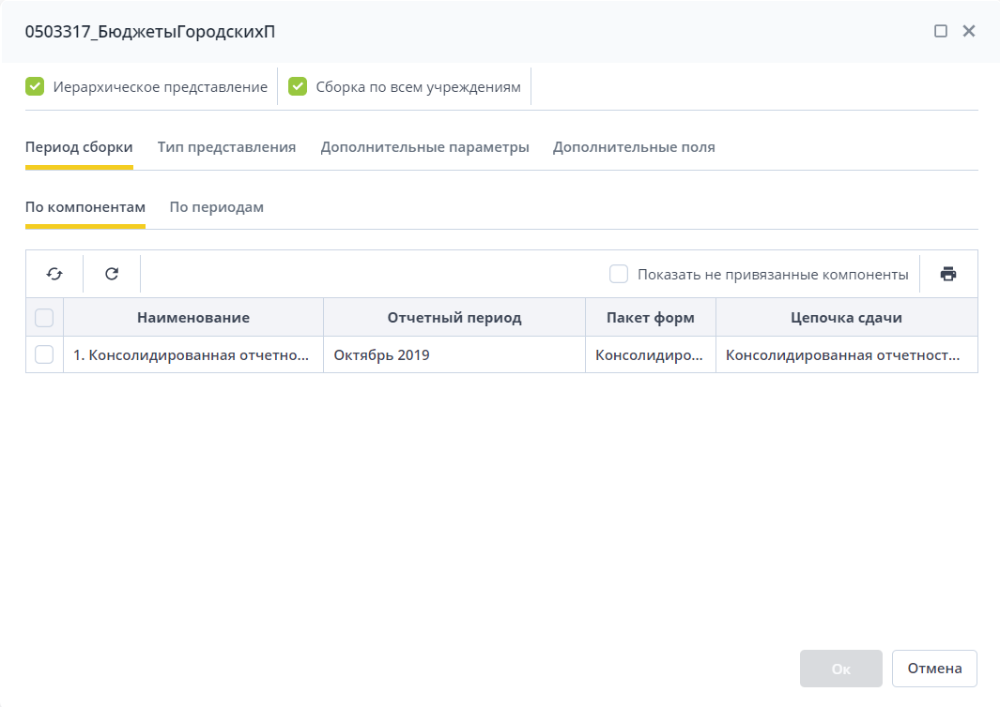 0503317_БюджетыГородскихП
Иерархическое представление Сборка по всем учреждениям
Период сборки Тип представления Дополнительные параметры Дополнительные поля
По компонентам По периодам
Показать не привязанные компоненты
Наименование Отчетный период Пакет форм Цепочка сдачи
1. Консолидированная отчетно... Октябрь 2019 Консолидиро... Консолидированная отчетност...
Ок Отмена